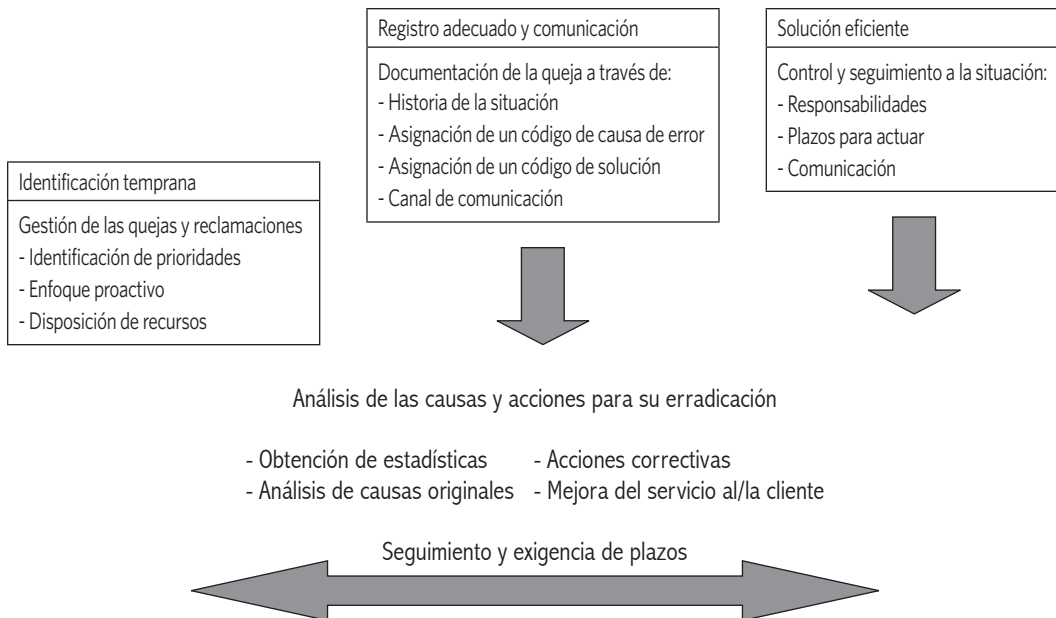 Registro adecuado y comunicación
Documentación de la queja a través de:
- Historia de la situación
- Asignación de un código de causa de error
- Asignación de un código de solución
- Canal de comunicación
Solución eficiente
Control y seguimiento a la situación:
- Responsabilidades
- Plazos para actuar
- Comunicación
Identificación temprana
Gestión de las quejas y reclamaciones
- Identificación de prioridades
- Enfoque proactivo
- Disposición de recursos
Análisis de las causas y acciones para su erradicación
- Obtención de estadísticas
- Análisis de causas originales
- Acciones correctivas
- Mejora del servicio al/la cliente
Seguimiento y exigencia de plazos